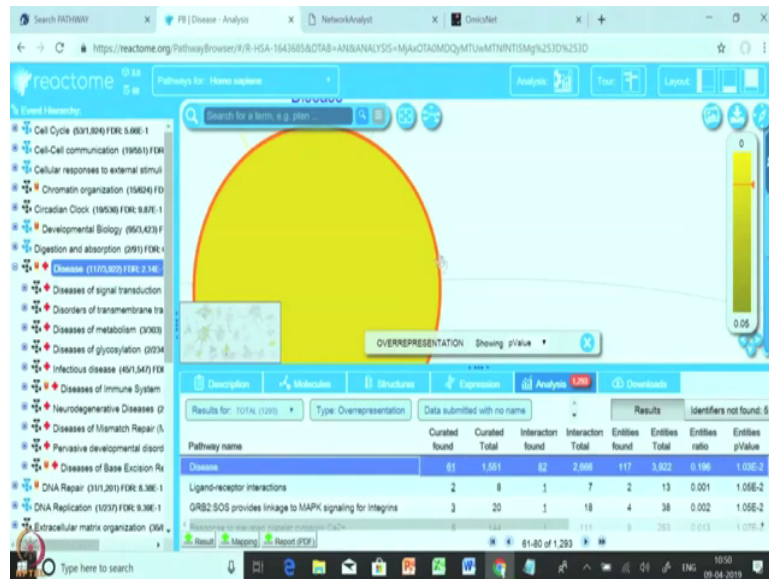 Search PATHWAY
PB | Disease - Analysis
NetworkAnalyst
OmicsNet
https://reactome.org/PathwayBrowser/#/R-HSA-1643685&DTAB=AN&ANALYSIS=MjAxOTA0MDQyMTUwMTNfNTISMg%253D%253D
reactome
Pathways for: Homo sapiens
Analysis:
Tour:
Layout:
Event Hierarchy:
Cell Cycle (53/1,924) FDR: 5.66E-1
Cell-Cell communication (19/551) FDR
Cellular responses to external stimuli
Chromatin organization (15/624) FD
Circadian Clock (19/536) FDR: 9.87E-1
Developmental Biology (95/3,423) F
Digestion and absorption (2/91) FDR:
Disease (117/3,922) FDR: 2.14E-
Diseases of signal transduction
Disorders of transmembrane tra
Diseases of metabolism (3/303)
Diseases of glycosylation (2/234
Infectious disease (45/1,547) FDR
Diseases of Immune System
Neurodegenerative Diseases (2
Diseases of Mismatch Repair (
Pervasive developmental disord
Diseases of Base Excision Re
DNA Repair (31/1,201) FDR: 8.38E-1
DNA Replication (1/237) FDR: 9.39E-1
Extracellular matrix organization (36/
Disease
Search for a term, e.g. plan ...
0
0.05
OVERREPRESENTATION Showing pValue
Description
Molecules
Structures
Expression
Analysis 1,293
Downloads
Results for: TOTAL (1293)
Type: Overrepresentation
Data submitted with no name
Results
Identifiers not found: 5
Pathway name
Curated found
Curated Total
Interactors found
Interactors Total
Entities found
Entities Total
Entities ratio
Entities pValue
Disease 61 1,551 82 2,666 117 3,922 0.196 1.03E-2
Ligand-receptor interactions 2 8 1 7 2 13 0.001 1.05E-2
GRB2:SOS provides linkage to MAPK signaling for Integrins 3 20 1 18 4 38 0.002 1.05E-2
Response to elevated platelet cytosolic Ca2+
Result
Mapping
Report (PDF)
61-80 of 1,293
NPTEL
Type here to search
ENG
10:50
09-04-2019